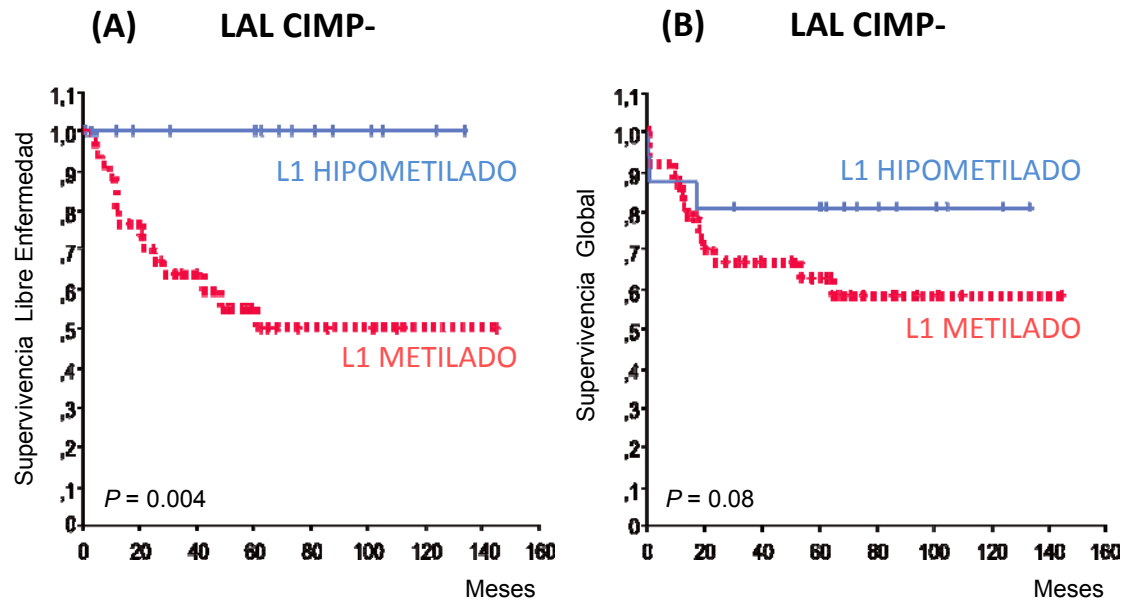 (A) LAL CIMP-
Supervivencia Libre Enfermedad
1,1
1,0
,9
,8
,7
,6
,5
,4
,3
,2
,1
0
L1 HIPOMETILADO
L1 METILADO
P = 0.004
0 20 40 60 80 100 120 140 160
Meses
(B) LAL CIMP-
Supervivencia Global
1,1
1,0
,9
,8
,7
,6
,5
,4
,3
,2
,1
0
L1 HIPOMETILADO
L1 METILADO
P = 0.08
0 20 40 60 80 100 120 140 160
Meses